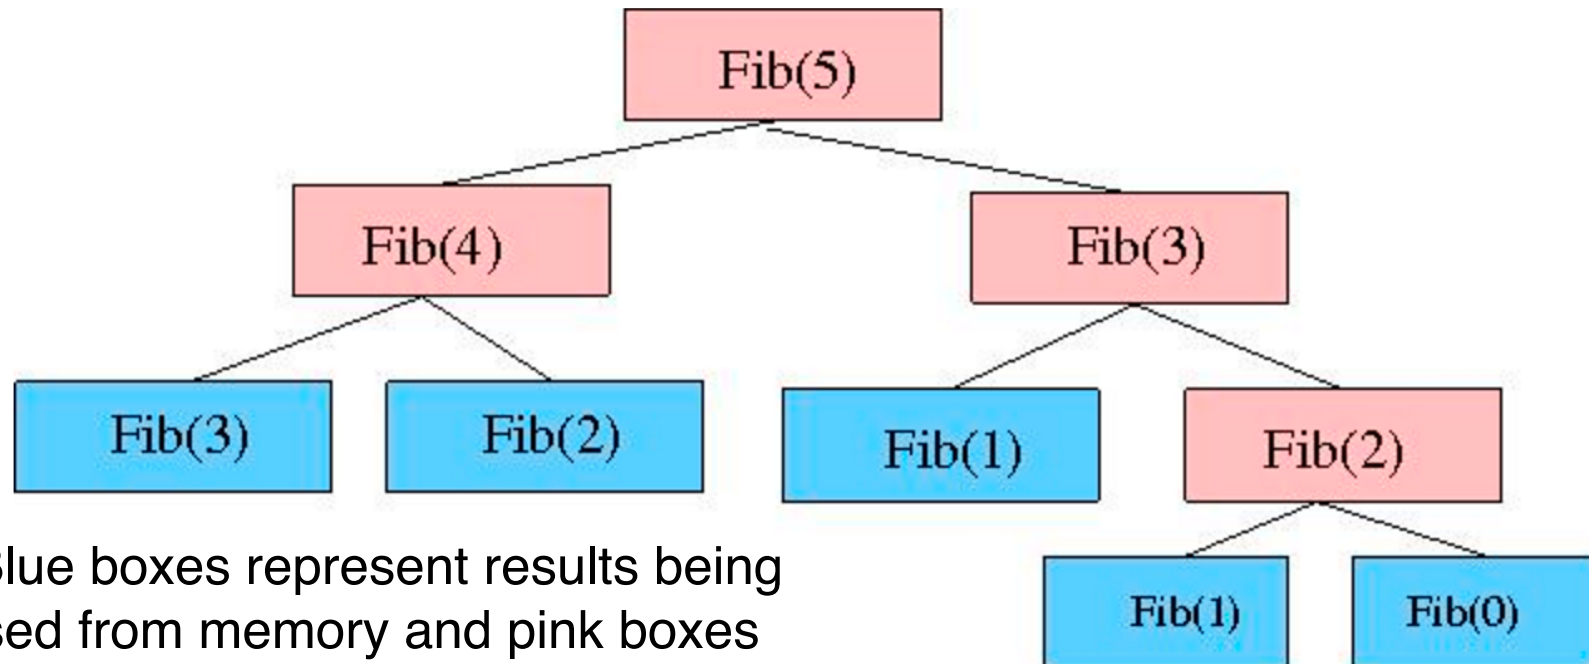 Fib(5)
Fib(4) Fib(3)
Fib(3) Fib(2) Fib(1) Fib(2)
Fib(1) Fib(0)
boxes represent results being
from memory and pink boxes